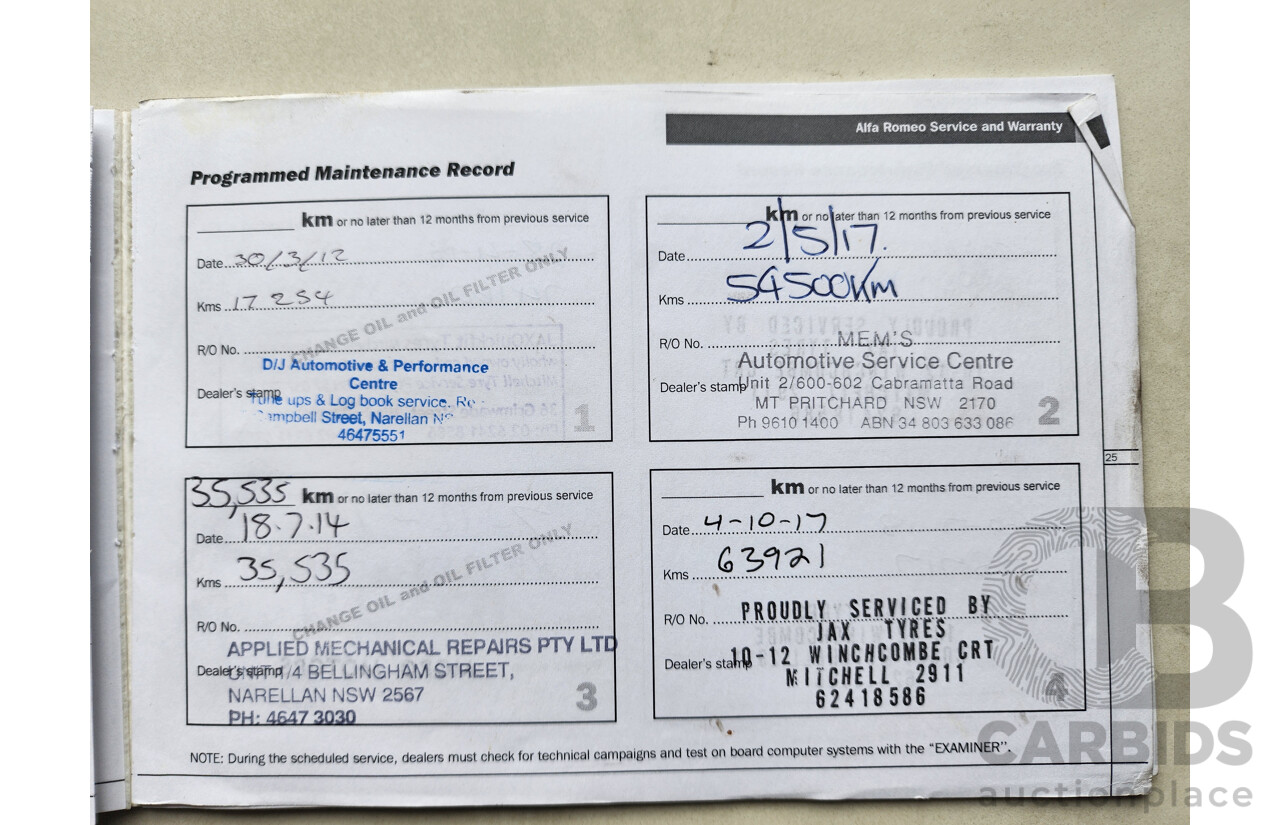 Alfa Romeo Service and Warranty
Programmed Maintenance Record
km or no later than 12 months from previous service
Date 30/3/12
Kms 17 254
R/O No.
CHANGE OIL and OIL FILTER ONLY
Dealer's stamp
D/J Automotive & Performance
Centre
Tune ups & Log book service.
Campbell Street, Narellan
46475551
1
km or no later than 12 months from previous service
Date 2/5/17.
Kms 54500Km
R/O No.
Dealer's stamp
MEM'S
Automotive Service Centre
Unit 2/600-602 Cabramatta Road
MT PRITCHARD NSW 2170
Ph 9610 1400 ABN 34 803 633 086
2
35,535 km or no later than 12 months from previous service
Date 18.7.14
Kms 35,535
R/O No.
CHANGE OIL and OIL FILTER ONLY
Dealer's stamp
APPLIED MECHANICAL REPAIRS PTY LTD
1/4 BELLINGHAM STREET,
NARELLAN NSW 2567
PH: 4647 3030
3
km or no later than 12 months from previous service
Date 4-10-17
Kms 63921
R/O No.
Dealer's stamp
PROUDLY SERVICED BY
JAX TYRES
10-12 WINCHCOMBE CRT
MITCHELL 2911
62418586
4
25
NOTE: During the scheduled service, dealers must check for technical campaigns and test on board computer systems with the "EXAMINER".
CARBIDS
auctionplace